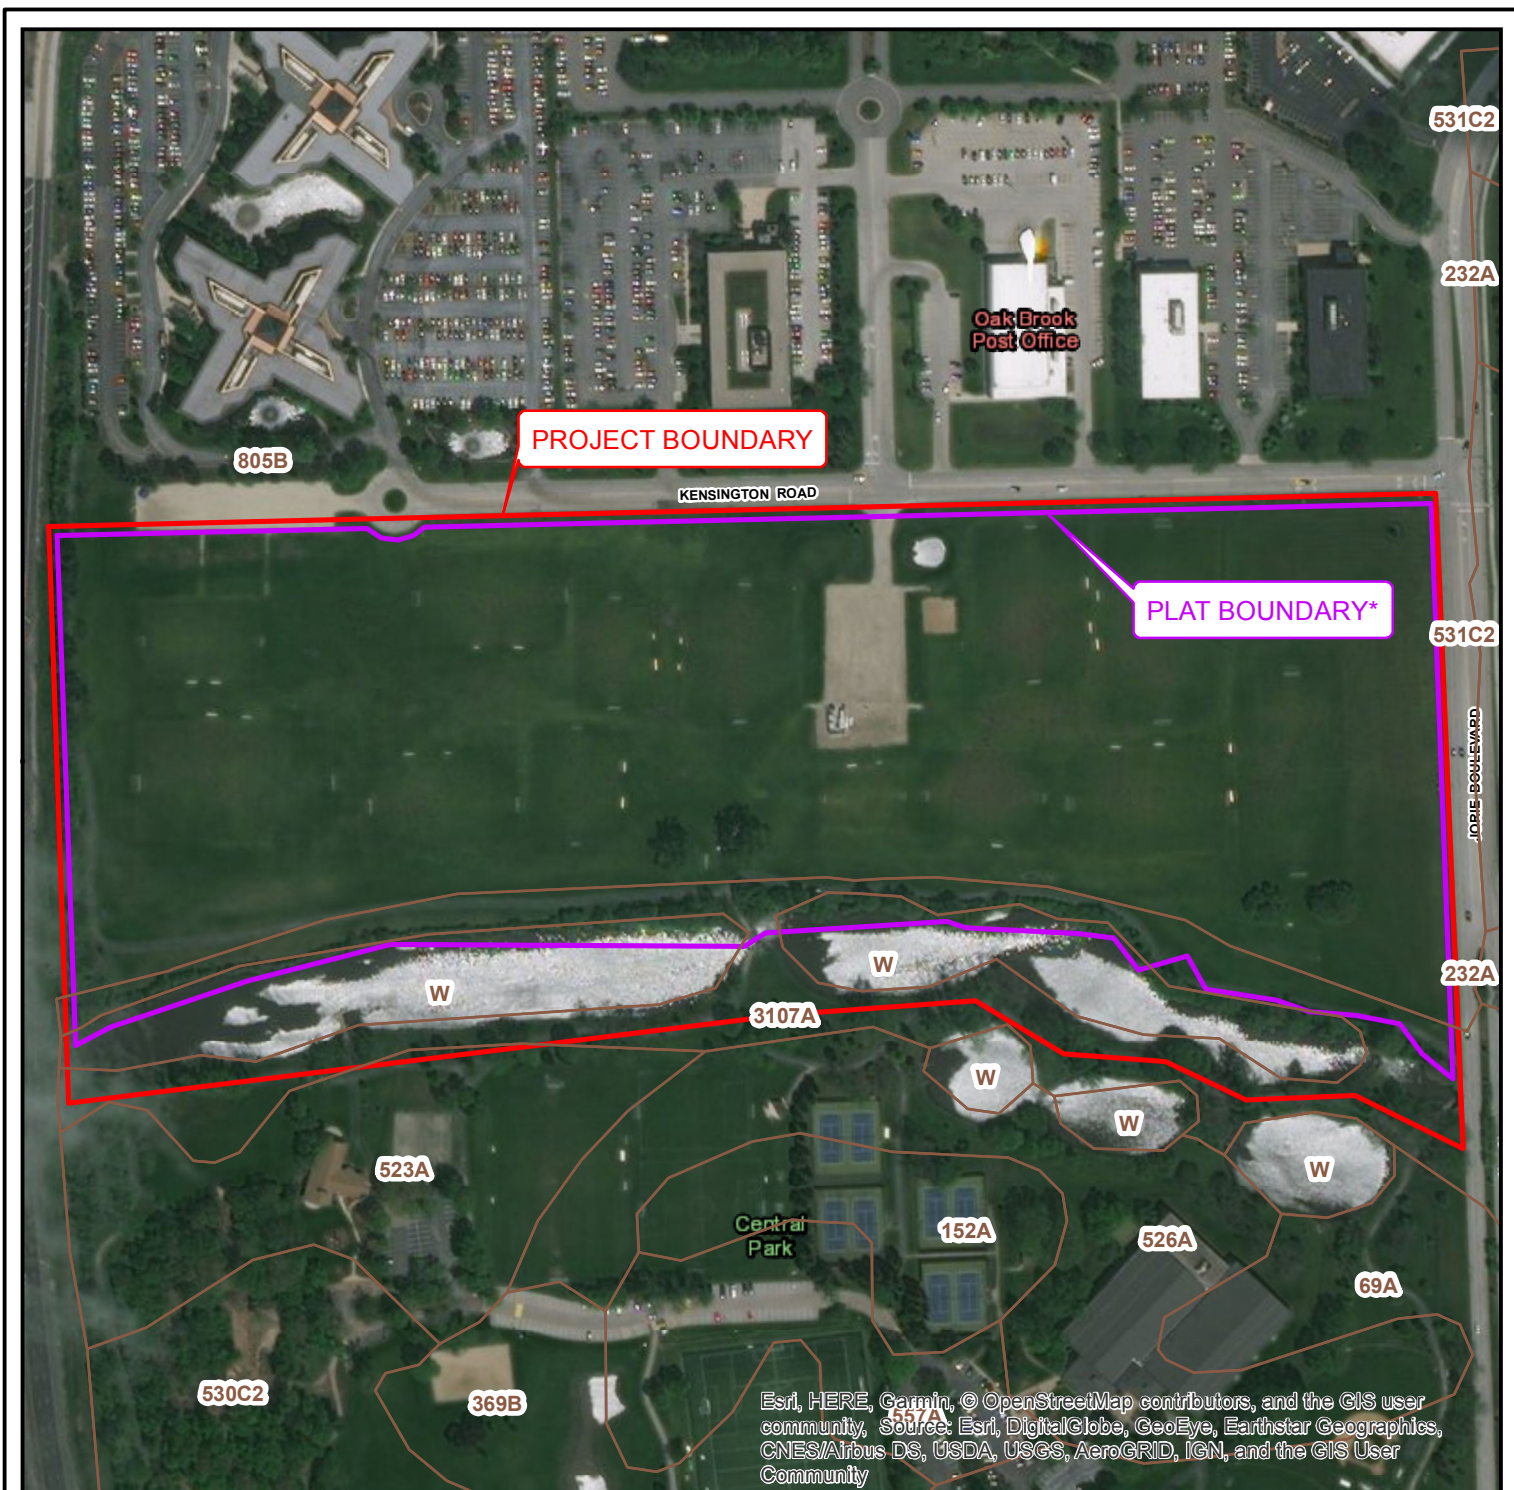 531C2
232A
Oak Brook
Post Office
PROJECT BOUNDARY
805B
KENSINGTON ROAD
PLAT BOUNDARY*
531C2
JORIE BOULEVARD
W
232A
W
3107A
W
W
W
523A
152A
Central
Park
526A
69A
530C2
369B
557A
Esri, HERE, Garmin, © OpenStreetMap contributors, and the GIS user
community, Source: Esri, DigitalGlobe, GeoEye, Earthstar Geographics,
CNES/Airbus DS, USDA, USGS, AeroGRID, IGN, and the GIS User
Community